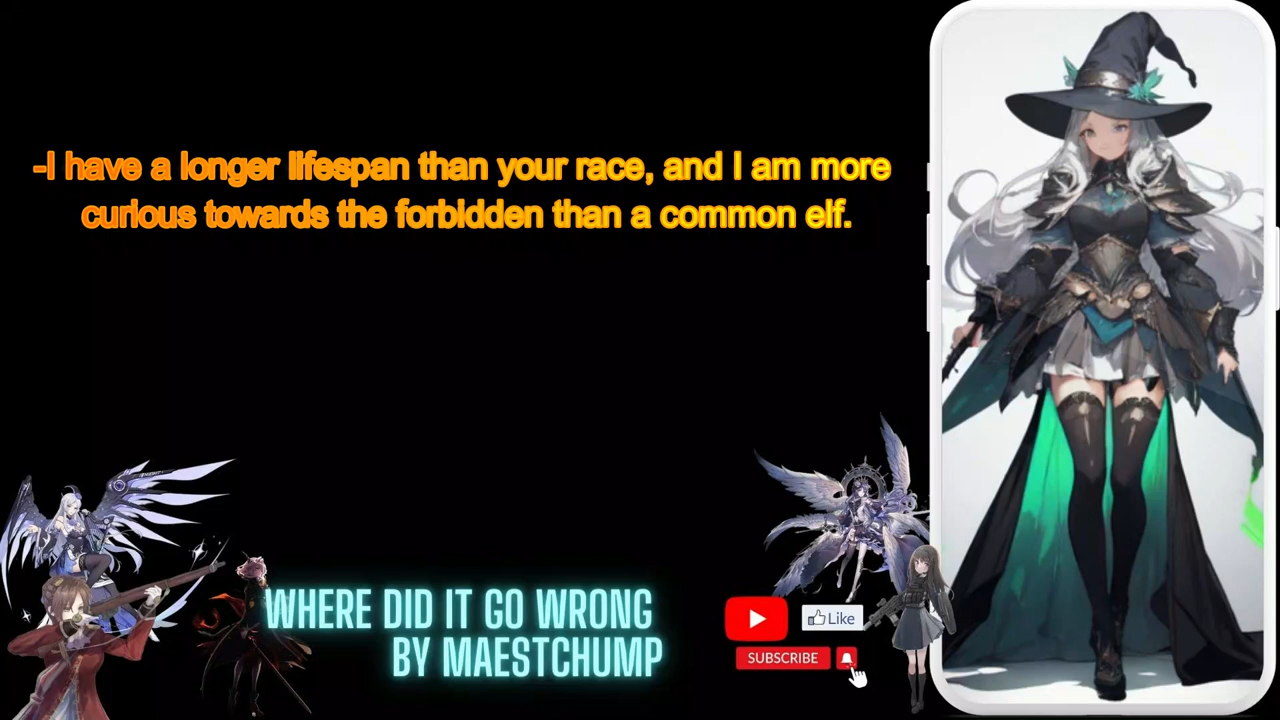 -I have a longer lifespan than your race, and I am more
curious towards the forbidden than a common elf.
WHERE DID IT GO WRONG
BY MAESTCHUMP
Like
SUBSCRIBE